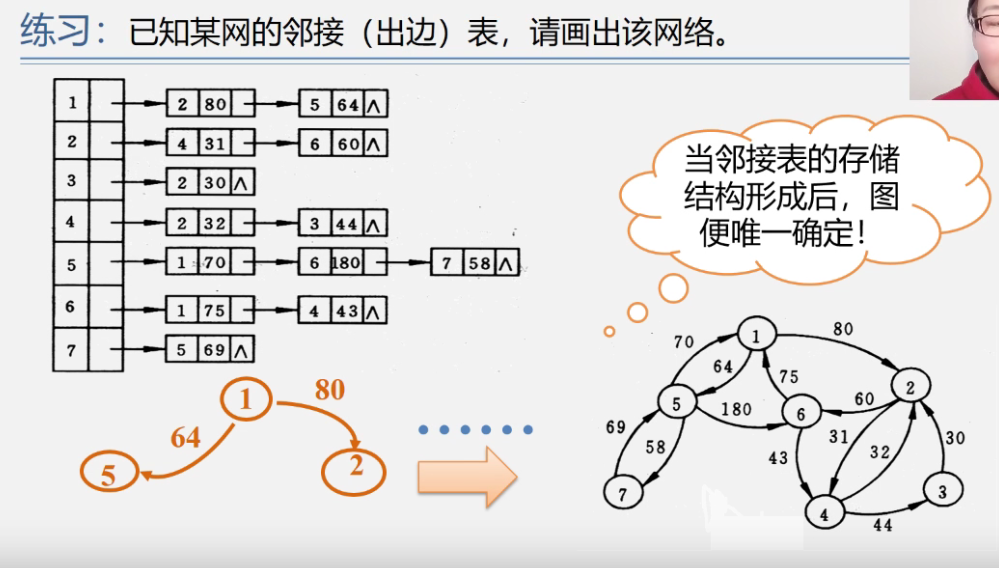 练习：已知某网的邻接（出边）表，请画出该网络。
1 2 80 5 64 ∧
2 4 31 6 60 ∧
3 2 30 ∧
4 2 32 3 44 ∧
5 1 70 6 180 7 58 ∧
6 1 75 4 43 ∧
7 5 69 ∧
当邻接表的存储
结构形成后，图
便唯一确定！
1
80
64
5
2
70
1
80
64
75
2
5
180
6
60
69
58
43
31
32
30
7
4
3
44